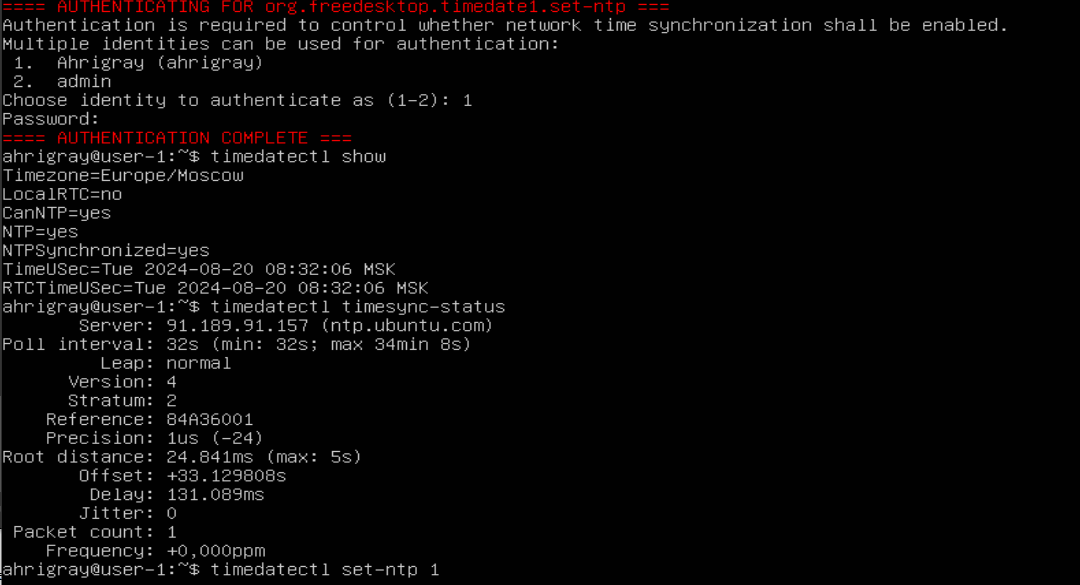 ==== AUTHENTICATING FOR org.freedesktop.timedate1.set-ntp ===
Authentication is required to control whether network time synchronization shall be enabled.
Multiple identities can be used for authentication:
 1.  Ahrigray (ahrigray)
 2.  admin
Choose identity to authenticate as (1-2): 1
Password:
==== AUTHENTICATION COMPLETE ===
ahrigray@user-1:~$ timedatectl show
Timezone=Europe/Moscow
LocalRTC=no
CanNTP=yes
NTP=yes
NTPSynchronized=yes
TimeUSec=Tue 2024-08-20 08:32:06 MSK
RTCTimeUSec=Tue 2024-08-20 08:32:06 MSK
ahrigray@user-1:~$ timedatectl timesync-status
       Server: 91.189.91.157 (ntp.ubuntu.com)
Poll interval: 32s (min: 32s; max 34min 8s)
         Leap: normal
      Version: 4
      Stratum: 2
    Reference: 84A36001
    Precision: 1us (-24)
Root distance: 24.841ms (max: 5s)
       Offset: +33.129808s
        Delay: 131.089ms
       Jitter: 0
 Packet count: 1
    Frequency: +0,000ppm
ahrigray@user-1:~$ timedatectl set-ntp 1